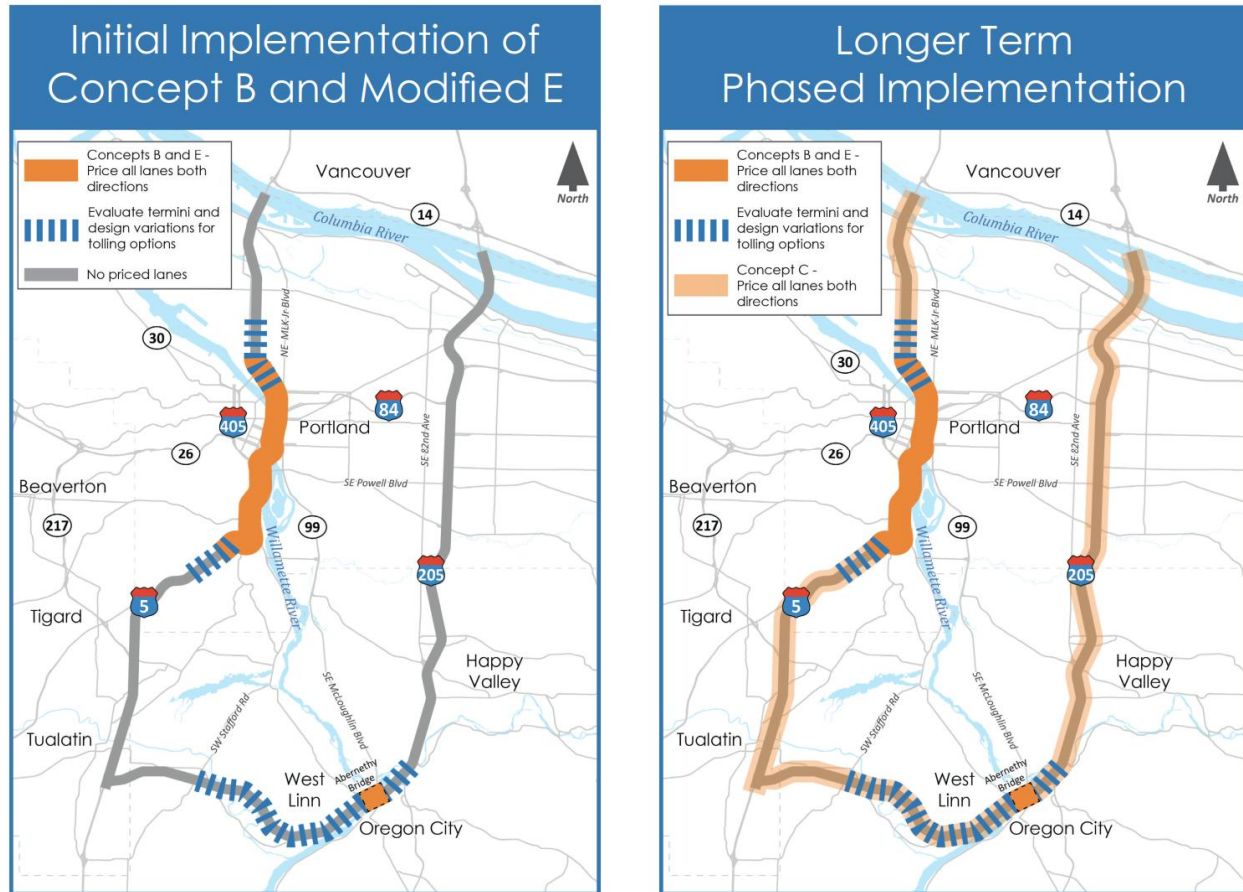 Initial Implementation of
Concept B and Modified E
Concepts B and E -
Price all lanes both
directions
Evaluate termini and
design variations for
tolling options
No priced lanes
North
Vancouver
14
Columbia River
NE MLK Jr Blvd
30
84
405
Portland
26
SE 82nd Ave
Beaverton
SE Powell Blvd
217
99
Willamette River
205
5
Tigard
Happy
Valley
SE McLoughlin Blvd
SW Stafford Rd
Tualatin
West
Linn
Abernethy
Bridge
Oregon City
Longer Term
Phased Implementation
Concepts B and E -
Price all lanes both
directions
Evaluate termini and
design variations for
tolling options
Concept C -
Price all lanes both
directions
North
Vancouver
14
Columbia River
NE MLK Jr Blvd
30
84
405
Portland
26
SE 82nd Ave
Beaverton
SE Powell Blvd
217
99
Willamette River
205
5
Tigard
Happy
Valley
SE McLoughlin Blvd
SW Stafford Rd
Tualatin
West
Linn
Abernethy
Bridge
Oregon City